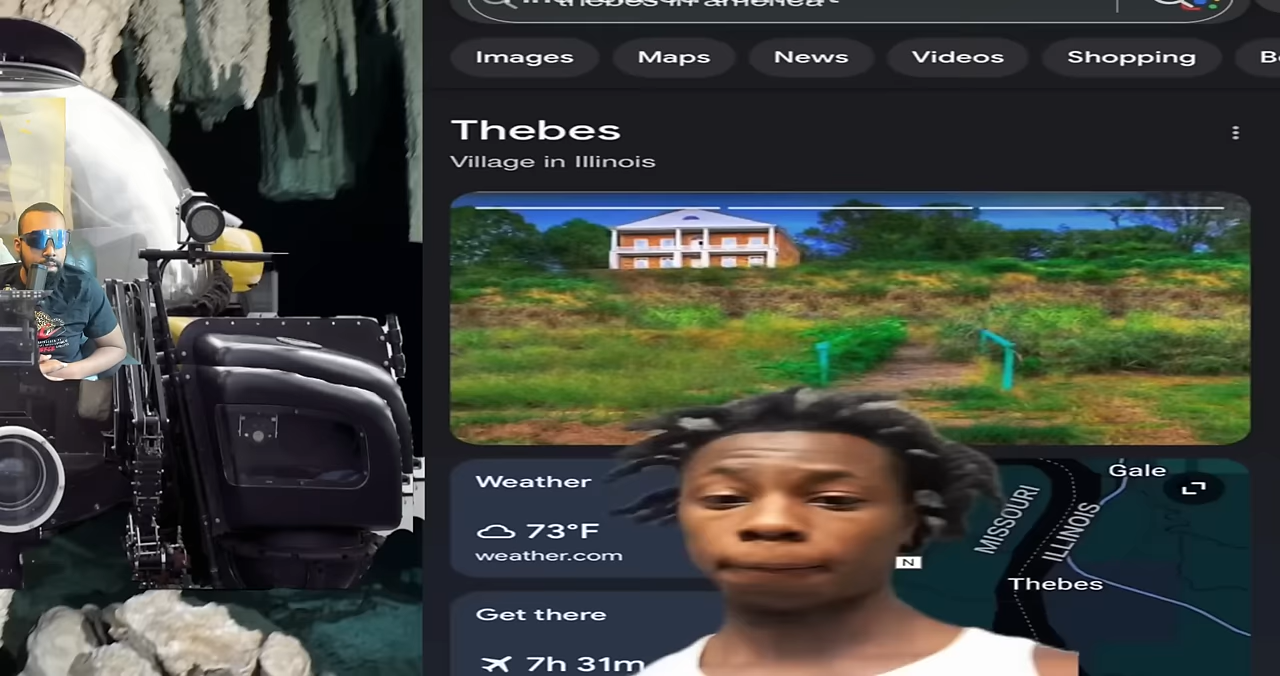 Images Maps News Videos Shopping
Thebes
Village in Illinois
Weather
73°F
weather.com
Get there
7h 31m
Gale
MISSOURI
ILLINOIS
N
Thebes